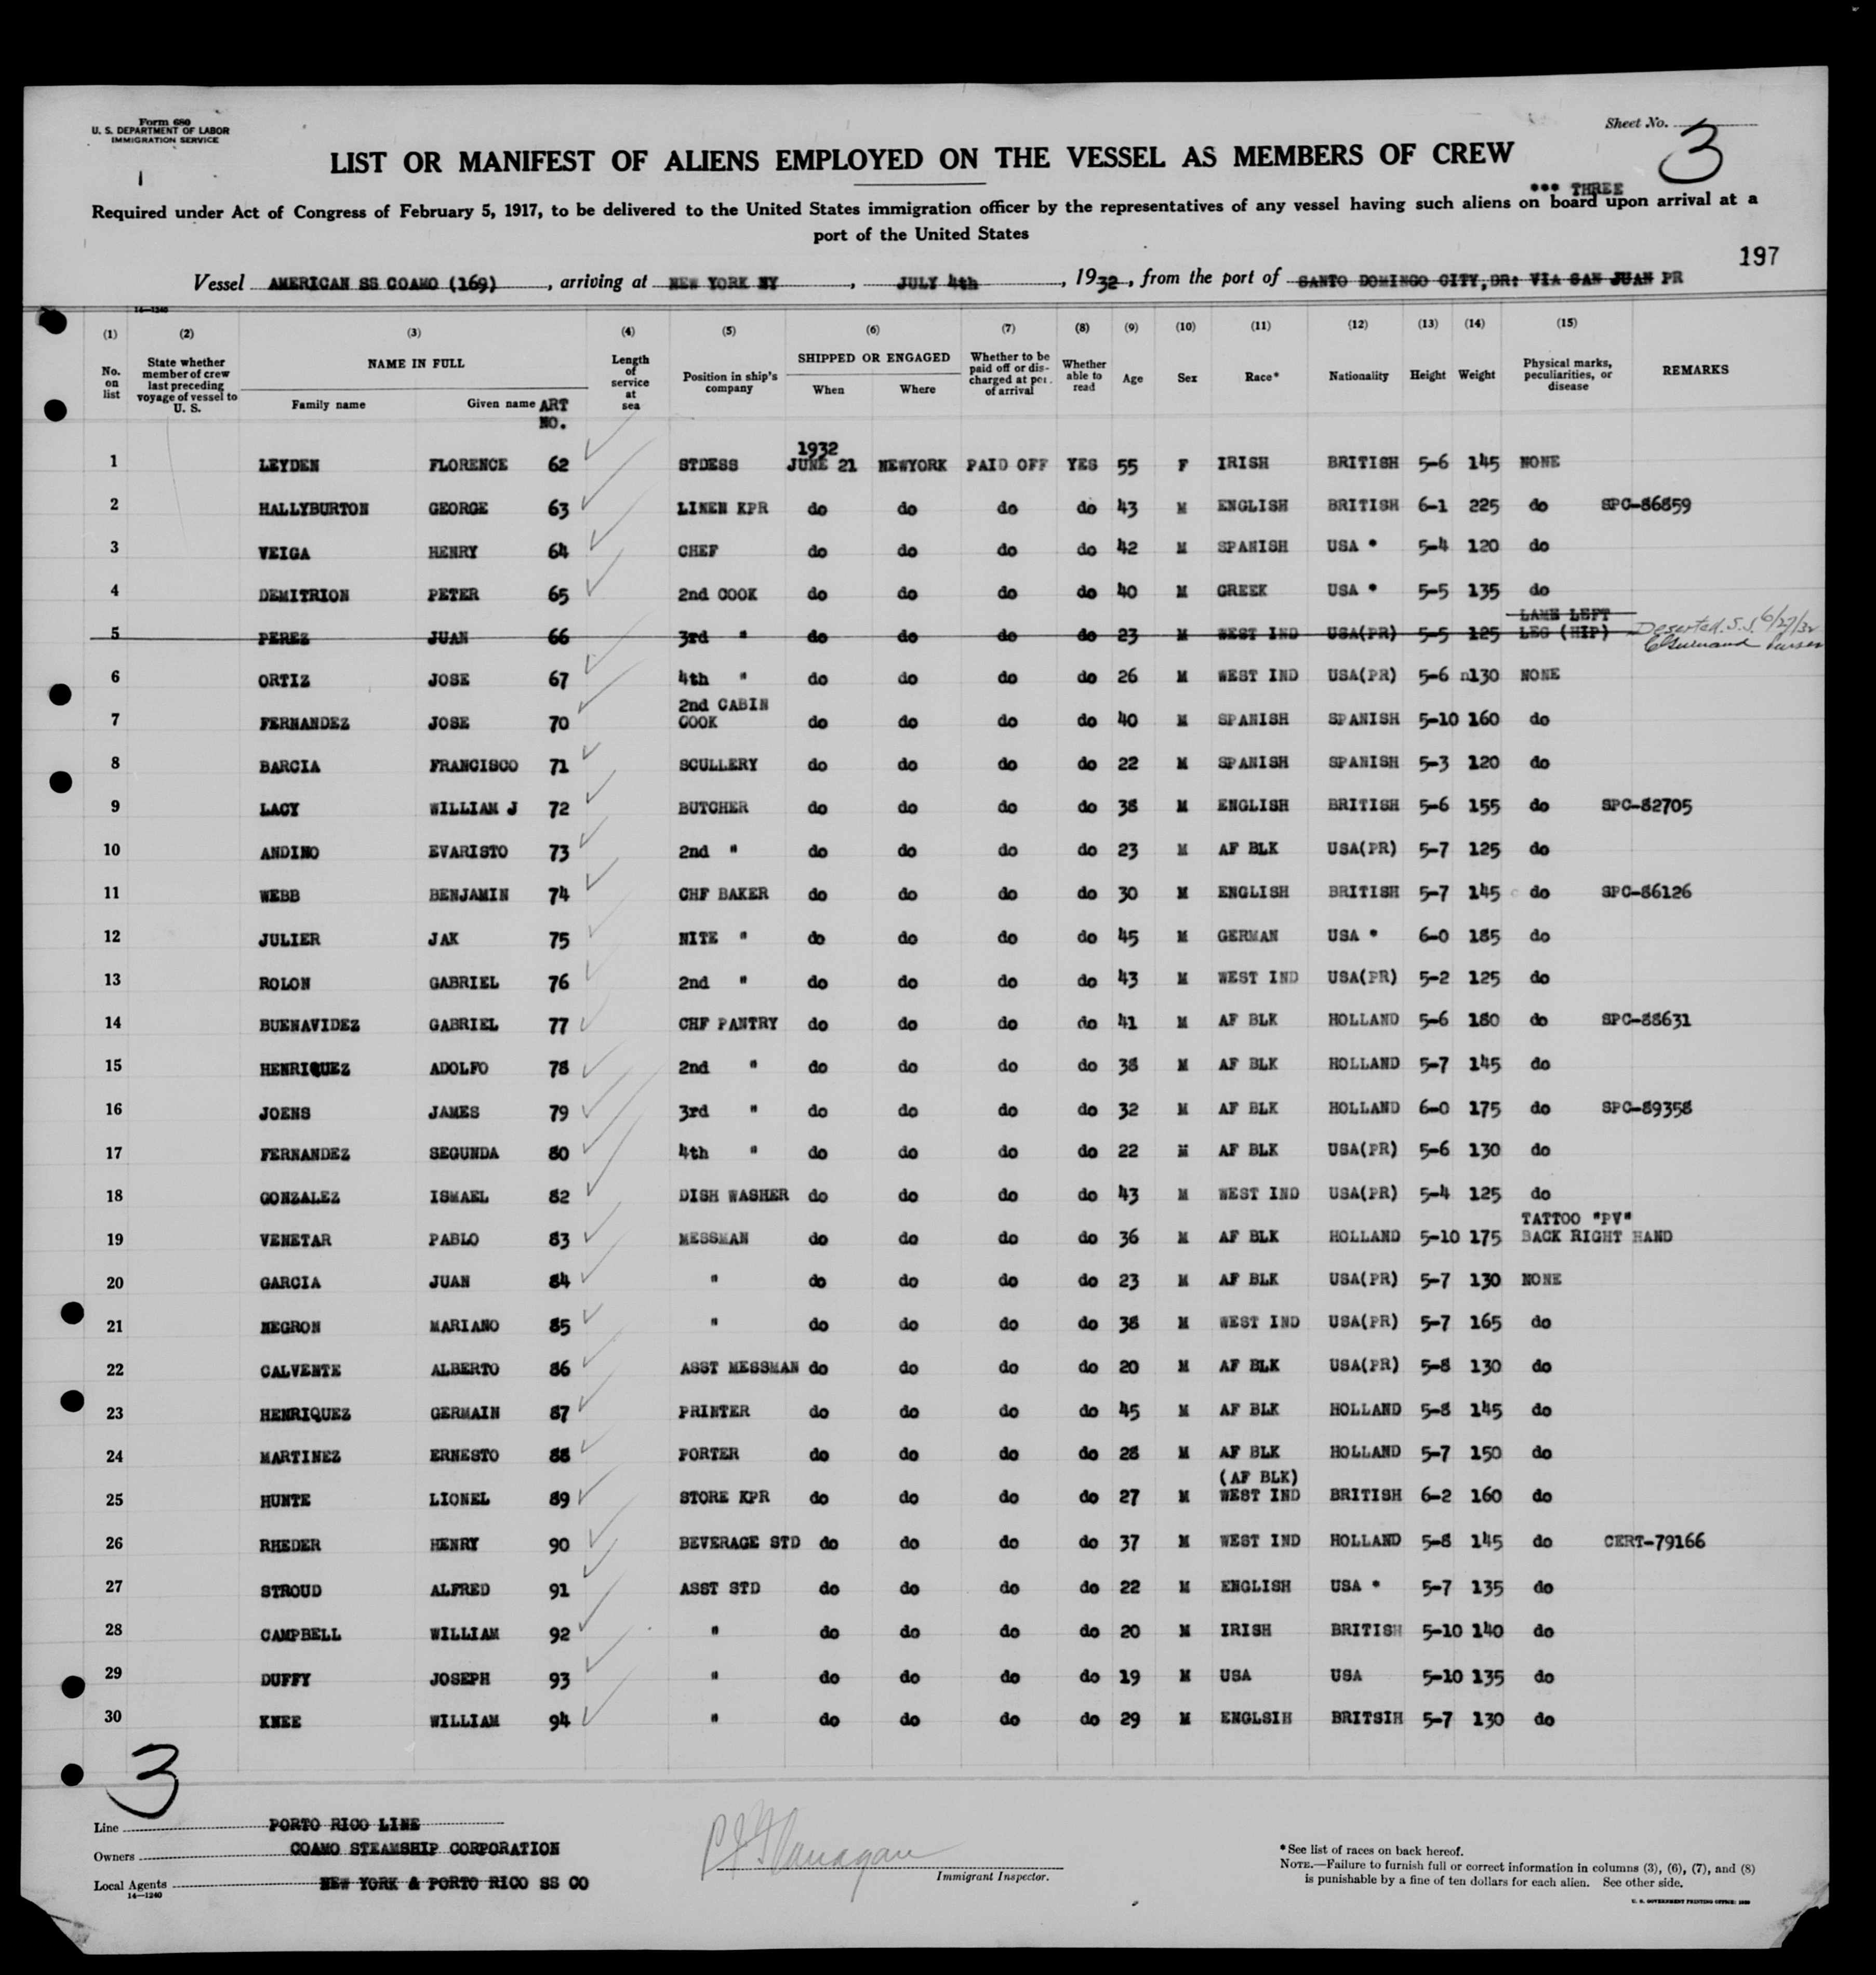 Form 680
U. S. DEPARTMENT OF LABOR
IMMIGRATION SERVICE
Sheet No. 3
LIST OR MANIFEST OF ALIENS EMPLOYED ON THE VESSEL AS MEMBERS OF CREW
*** THREE
Required under Act of Congress of February 5, 1917, to be delivered to the United States immigration officer by the representatives of any vessel having such aliens on board upon arrival at a
port of the United States
197
Vessel AMERICAN SS COAMO (169), arriving at NEW YORK NY, JULY 4th, 1932, from the port of SANTO DOMINGO CITY, DR: VIA SAN JUAN PR
14—1240
(1) (2) (3) (4) (5) (6) (7) (8) (9) (10) (11) (12) (13) (14) (15)
No. on list
State whether member of crew last preceding voyage of vessel to U. S.
NAME IN FULL
Family name
Given name
ART NO.
Length of service at sea
Position in ship's company
SHIPPED OR ENGAGED
When
Where
Whether to be paid off or discharged at port of arrival
Whether able to read
Age
Sex
Race*
Nationality
Height
Weight
Physical marks, peculiarities, or disease
REMARKS
1932
1 LEYDEN FLORENCE 62 STDESS JUNE 21 NEWYORK PAID OFF YES 55 F IRISH BRITISH 5-6 145 NONE
2 HALLYBURTON GEORGE 63 LINEN KPR do do do do 43 M ENGLISH BRITISH 6-1 225 do SPC-86859
3 VEIGA HENRY 64 CHEF do do do do 42 M SPANISH USA * 5-4 120 do
4 DEMITRION PETER 65 2nd COOK do do do do 40 M GREEK USA * 5-5 135 do
LAME LEFT
5 PEREZ JUAN 66 3rd " do do do do 23 M WEST IND USA(PR) 5-5 125 LEG (HIP) Deserted. S.J. 6/27/32
Purser
6 ORTIZ JOSE 67 4th " do do do do 26 M WEST IND USA(PR) 5-6 n130 NONE
2nd CABIN
7 FERNANDEZ JOSE 70 COOK do do do do 40 M SPANISH SPANISH 5-10 160 do
8 BARCIA FRANCISCO 71 SCULLERY do do do do 22 M SPANISH SPANISH 5-3 120 do
9 LACY WILLIAM J 72 BUTCHER do do do do 38 M ENGLISH BRITISH 5-6 155 do SPC-82705
10 ANDINO EVARISTO 73 2nd " do do do do 23 M AF BLK USA(PR) 5-7 125 do
11 WEBB BENJAMIN 74 CHF BAKER do do do do 30 M ENGLISH BRITISH 5-7 145 do SPC-86126
12 JULIER JAK 75 NITE " do do do do 45 M GERMAN USA * 6-0 185 do
13 ROLON GABRIEL 76 2nd " do do do do 43 M WEST IND USA(PR) 5-2 125 do
14 BUENAVIDEZ GABRIEL 77 CHF PANTRY do do do do 41 M AF BLK HOLLAND 5-6 180 do SPC-88631
15 HENRIQUEZ ADOLFO 78 2nd " do do do do 38 M AF BLK HOLLAND 5-7 145 do
16 JOENS JAMES 79 3rd " do do do do 32 M AF BLK HOLLAND 6-0 175 do SPC-89358
17 FERNANDEZ SEGUNDA 80 4th " do do do do 22 M AF BLK USA(PR) 5-6 130 do
18 GONZALEZ ISMAEL 82 DISH WASHER do do do do 43 M WEST IND USA(PR) 5-4 125 do
TATTOO "PV"
19 VENETAR PABLO 83 MESSMAN do do do do 36 M AF BLK HOLLAND 5-10 175 BACK RIGHT HAND
20 GARCIA JUAN 84 " do do do do 23 M AF BLK USA(PR) 5-7 130 NONE
21 NEGRON MARIANO 85 " do do do do 38 M WEST IND USA(PR) 5-7 165 do
22 CALVENTE ALBERTO 86 ASST MESSMAN do do do do 20 M AF BLK USA(PR) 5-8 130 do
23 HENRIQUEZ GERMAIN 87 PRINTER do do do do 45 M AF BLK HOLLAND 5-8 145 do
24 MARTINEZ ERNESTO 88 PORTER do do do do 28 M AF BLK HOLLAND 5-7 150 do
(AF BLK)
25 HUNTE LIONEL 89 STORE KPR do do do do 27 M WEST IND BRITISH 6-2 160 do
26 RHEDER HENRY 90 BEVERAGE STD do do do do 37 M WEST IND HOLLAND 5-8 145 do CERT-79166
27 STROUD ALFRED 91 ASST STD do do do do 22 M ENGLISH USA * 5-7 135 do
28 CAMPBELL WILLIAM 92 " do do do do 20 M IRISH BRITISH 5-10 140 do
29 DUFFY JOSEPH 93 " do do do do 19 M USA USA 5-10 135 do
30 KNEE WILLIAM 94 " do do do do 29 M ENGLSIH BRITSIH 5-7 130 do
3
Line PORTO RICO LINE
Owners COAMO STEAMSHIP CORPORATION
Local Agents NEW YORK & PORTO RICO SS CO
14—1240
P J Flanagan
Immigrant Inspector.
*See list of races on back hereof.
NOTE.—Failure to furnish full or correct information in columns (3), (6), (7), and (8)
is punishable by a fine of ten dollars for each alien. See other side.
U. S. GOVERNMENT PRINTING OFFICE: